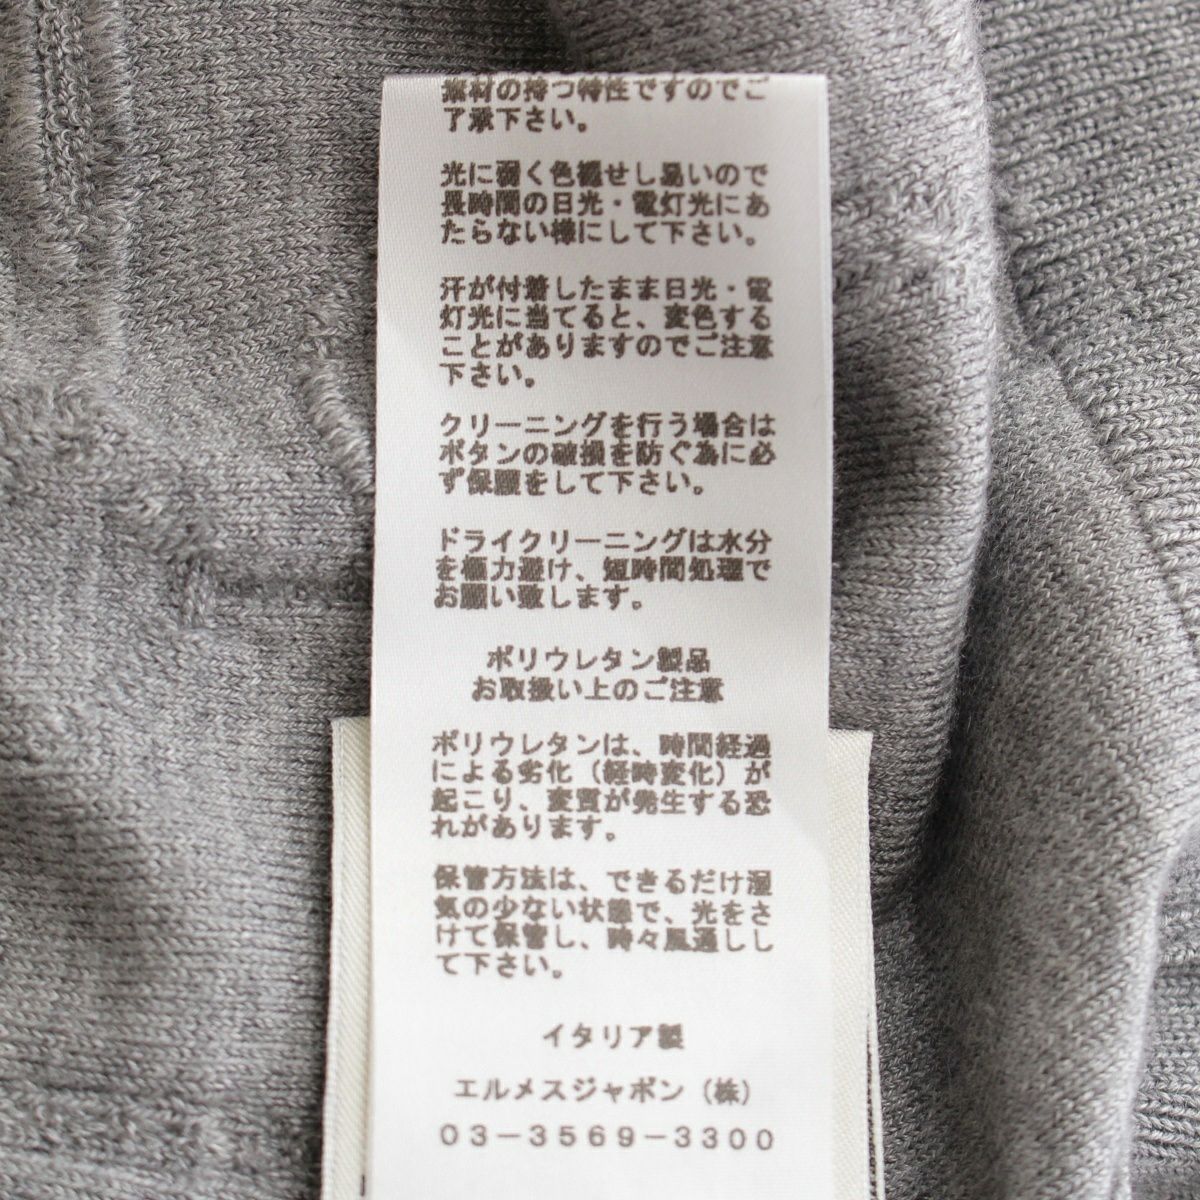 素材の持つ特性ですのでご
了承下さい。
光に弱く色褪せし易いので
長時間の日光・電灯光にあ
たらない様にして下さい。
汗が付着したまま日光・電
灯光に当てると、変色する
ことがありますのでご注意
下さい。
クリーニングを行う場合は
ボタンの破損を防ぐ為に必
ず保護をして下さい。
ドライクリーニングは水分
を極力避け、短時間処理で
お願い致します。
ポリウレタン製品
お取扱い上のご注意
ポリウレタンは、時間経過
による劣化（経時変化）が
起こり、変質が発生する恐
れがあります。
保管方法は、できるだけ湿
気の少ない状態で、光をさ
けて保管し、時々風通しし
て下さい。
イタリア製
エルメスジャポン（株）
03－3569－3300